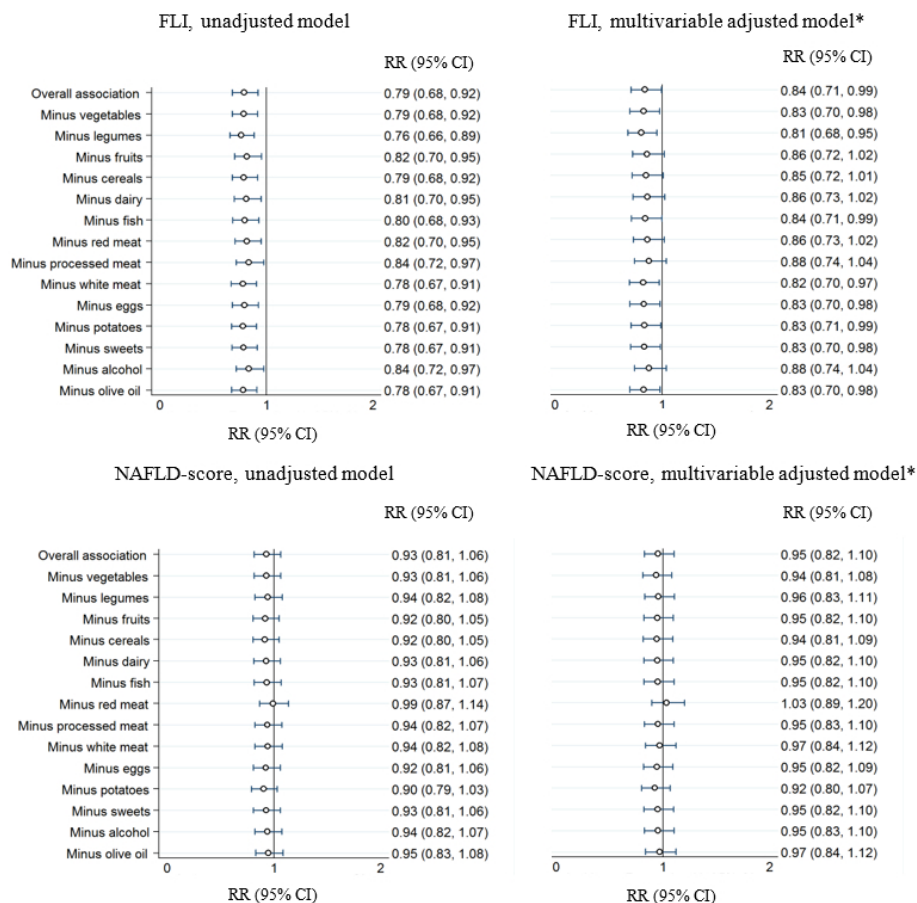 FLI, unadjusted model
RR (95% CI)
Overall association 0.79 (0.68, 0.92)
Minus vegetables 0.79 (0.68, 0.92)
Minus legumes 0.76 (0.66, 0.89)
Minus fruits 0.82 (0.70, 0.95)
Minus cereals 0.79 (0.68, 0.92)
Minus dairy 0.81 (0.70, 0.95)
Minus fish 0.80 (0.68, 0.93)
Minus red meat 0.82 (0.70, 0.95)
Minus processed meat 0.84 (0.72, 0.97)
Minus white meat 0.78 (0.67, 0.91)
Minus eggs 0.79 (0.68, 0.92)
Minus potatoes 0.78 (0.67, 0.91)
Minus sweets 0.78 (0.67, 0.91)
Minus alcohol 0.84 (0.72, 0.97)
Minus olive oil 0.78 (0.67, 0.91)
0 1 2
RR (95% CI)
FLI, multivariable adjusted model*
RR (95% CI)
0.84 (0.71, 0.99)
0.83 (0.70, 0.98)
0.81 (0.68, 0.95)
0.86 (0.72, 1.02)
0.85 (0.72, 1.01)
0.86 (0.73, 1.02)
0.84 (0.71, 0.99)
0.86 (0.73, 1.02)
0.88 (0.74, 1.04)
0.82 (0.70, 0.97)
0.83 (0.70, 0.98)
0.83 (0.71, 0.99)
0.83 (0.70, 0.98)
0.88 (0.74, 1.04)
0.83 (0.70, 0.98)
0 1 2
RR (95% CI)
NAFLD-score, unadjusted model
RR (95% CI)
Overall association 0.93 (0.81, 1.06)
Minus vegetables 0.93 (0.81, 1.06)
Minus legumes 0.94 (0.82, 1.08)
Minus fruits 0.92 (0.80, 1.05)
Minus cereals 0.92 (0.80, 1.05)
Minus dairy 0.93 (0.81, 1.06)
Minus fish 0.93 (0.81, 1.07)
Minus red meat 0.99 (0.87, 1.14)
Minus processed meat 0.94 (0.82, 1.07)
Minus white meat 0.94 (0.82, 1.08)
Minus eggs 0.92 (0.81, 1.06)
Minus potatoes 0.90 (0.79, 1.03)
Minus sweets 0.93 (0.81, 1.06)
Minus alcohol 0.94 (0.82, 1.07)
Minus olive oil 0.95 (0.83, 1.08)
0 1 2
RR (95% CI)
NAFLD-score, multivariable adjusted model*
RR (95% CI)
0.95 (0.82, 1.10)
0.94 (0.81, 1.08)
0.96 (0.83, 1.11)
0.95 (0.82, 1.10)
0.94 (0.81, 1.09)
0.95 (0.82, 1.10)
0.95 (0.82, 1.10)
1.03 (0.89, 1.20)
0.95 (0.83, 1.10)
0.97 (0.84, 1.12)
0.95 (0.82, 1.09)
0.92 (0.80, 1.07)
0.95 (0.82, 1.10)
0.95 (0.83, 1.10)
0.97 (0.84, 1.12)
0 1 2
RR (95% CI)